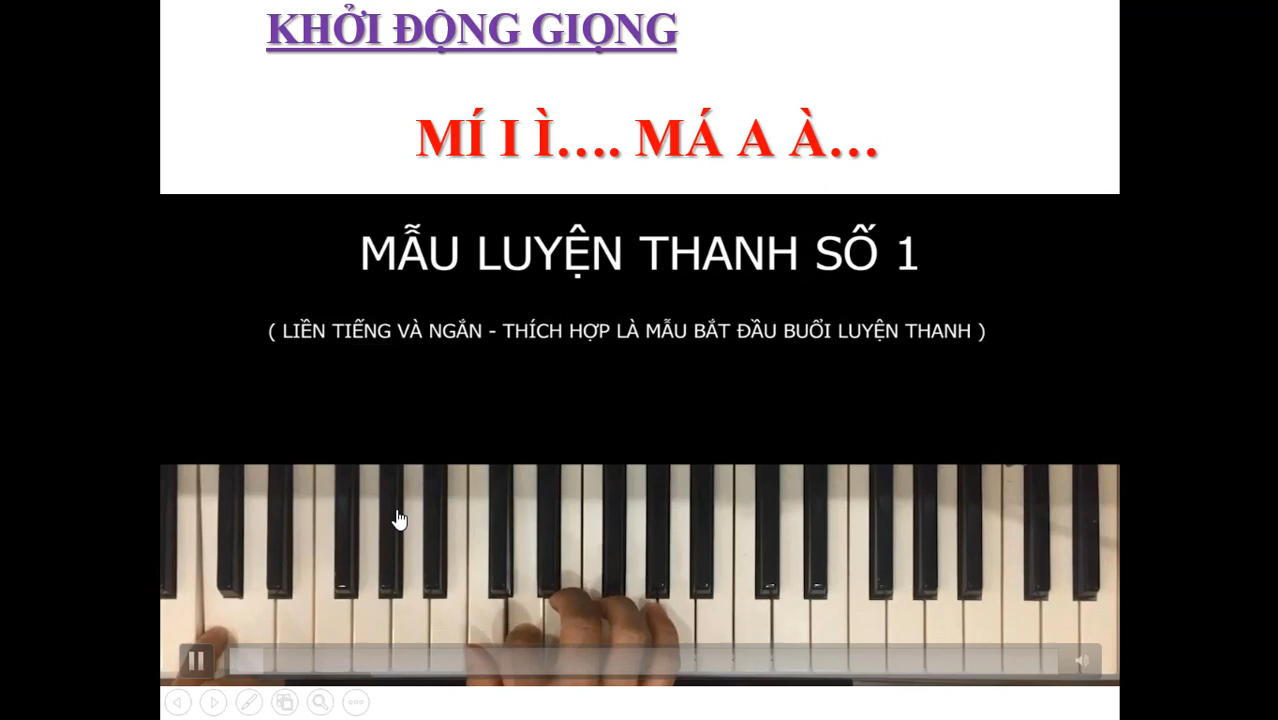 KHỞI ĐỘNG GIỌNG
MÍ I Ì.... MÁ A À...
MẪU LUYỆN THANH SỐ 1
( LIỀN TIẾNG VÀ NGẮN - THÍCH HỢP LÀ MẪU BẮT ĐẦU BUỔI LUYỆN THANH )